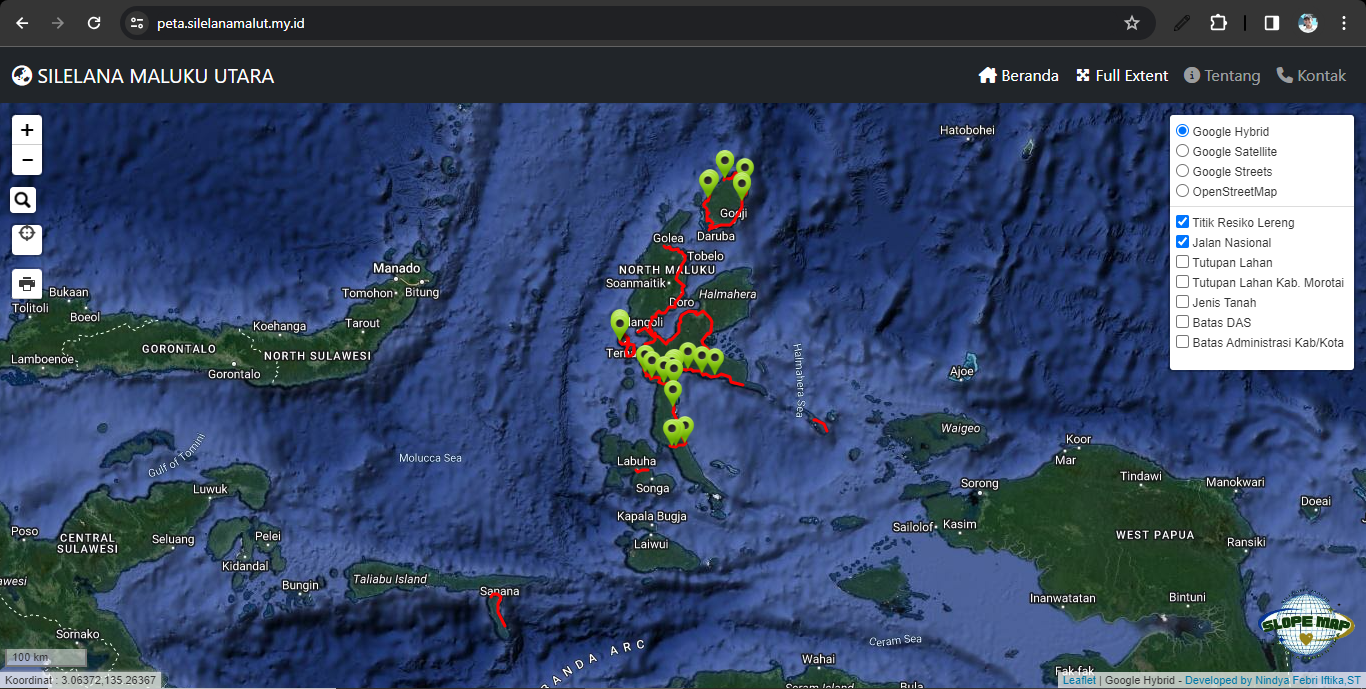 peta.silelanamalut.my.id
SILELANA MALUKU UTARA
Beranda
Full Extent
Tentang
Kontak
+
−
Google Hybrid
Google Satellite
Google Streets
OpenStreetMap
Titik Resiko Lereng
Jalan Nasional
Tutupan Lahan
Tutupan Lahan Kab. Morotai
Jenis Tanah
Batas DAS
Batas Administrasi Kab/Kota
Hatobohei
Daruba
Golea
Tobelo
NORTH MALUKU
Soanmaitik
Halmahera
Doro
Manado
Tomohon
Bitung
Bukaan
Tolitoli
Boeol
Koehanga
Tarout
GORONTALO
NORTH SULAWESI
Lamboenoe
Gorontalo
Halmahera Sea
Ajoe
Waigeo
Koor
Mar
Molucca Sea
Gulf of Tomini
Labuha
Songa
Luwuk
Sorong
Tindawi
Manokwari
Doeai
Kapala Bugja
Sailolof
Kasim
Poso
CENTRAL
SULAWESI
Seluang
Pelei
Laiwui
WEST PAPUA
Ransiki
Kidandal
Taliabu Island
Bungin
Sanana
Inanwatan
Bintuni
Sornako
SLOPE MAP
Ceram Sea
BANDA ARC
Wahai
Fak-fak
Seram Island
Bula
100 km
Koordinat : 3.06372,135.26367
Leaflet | Google Hybrid - Developed by Nindya Febri Iftika,ST